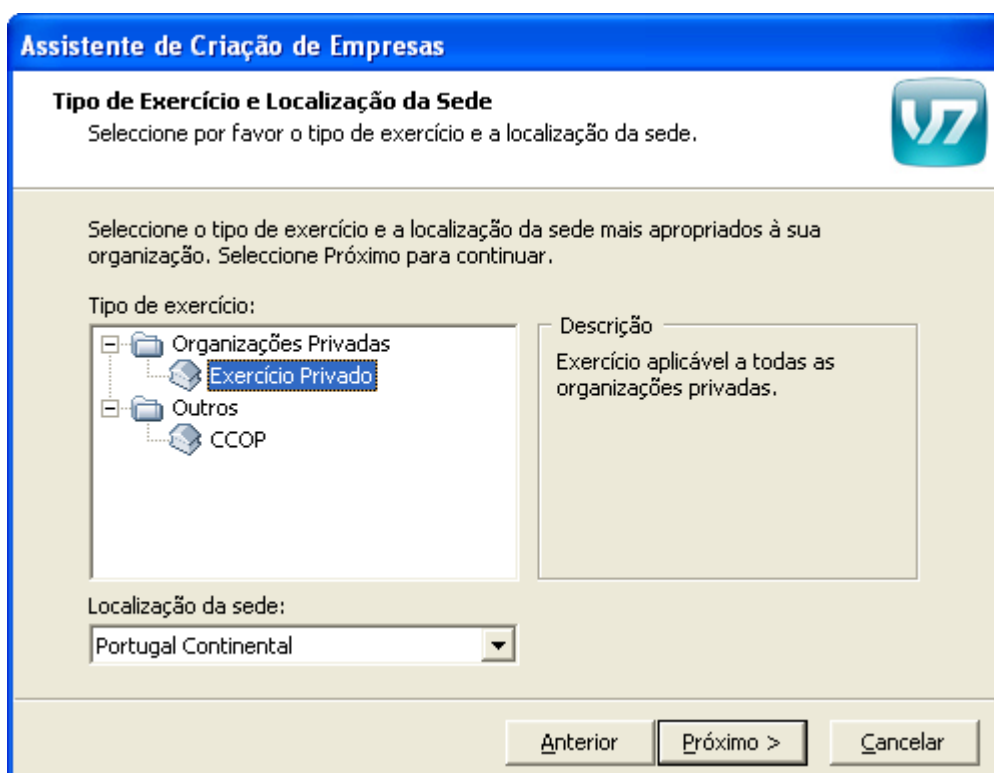 Assistente de Criação de Empresas
Tipo de Exercício e Localização da Sede
Seleccione por favor o tipo de exercício e a localização da sede.
V7
Seleccione o tipo de exercício e a localização da sede mais apropriados à sua
organização. Seleccione Próximo para continuar.
Tipo de exercício:
Organizações Privadas
Exercício Privado
Outros
CCOP
Descrição
Exercício aplicável a todas as
organizações privadas.
Localização da sede:
Portugal Continental
Anterior
Próximo >
Cancelar